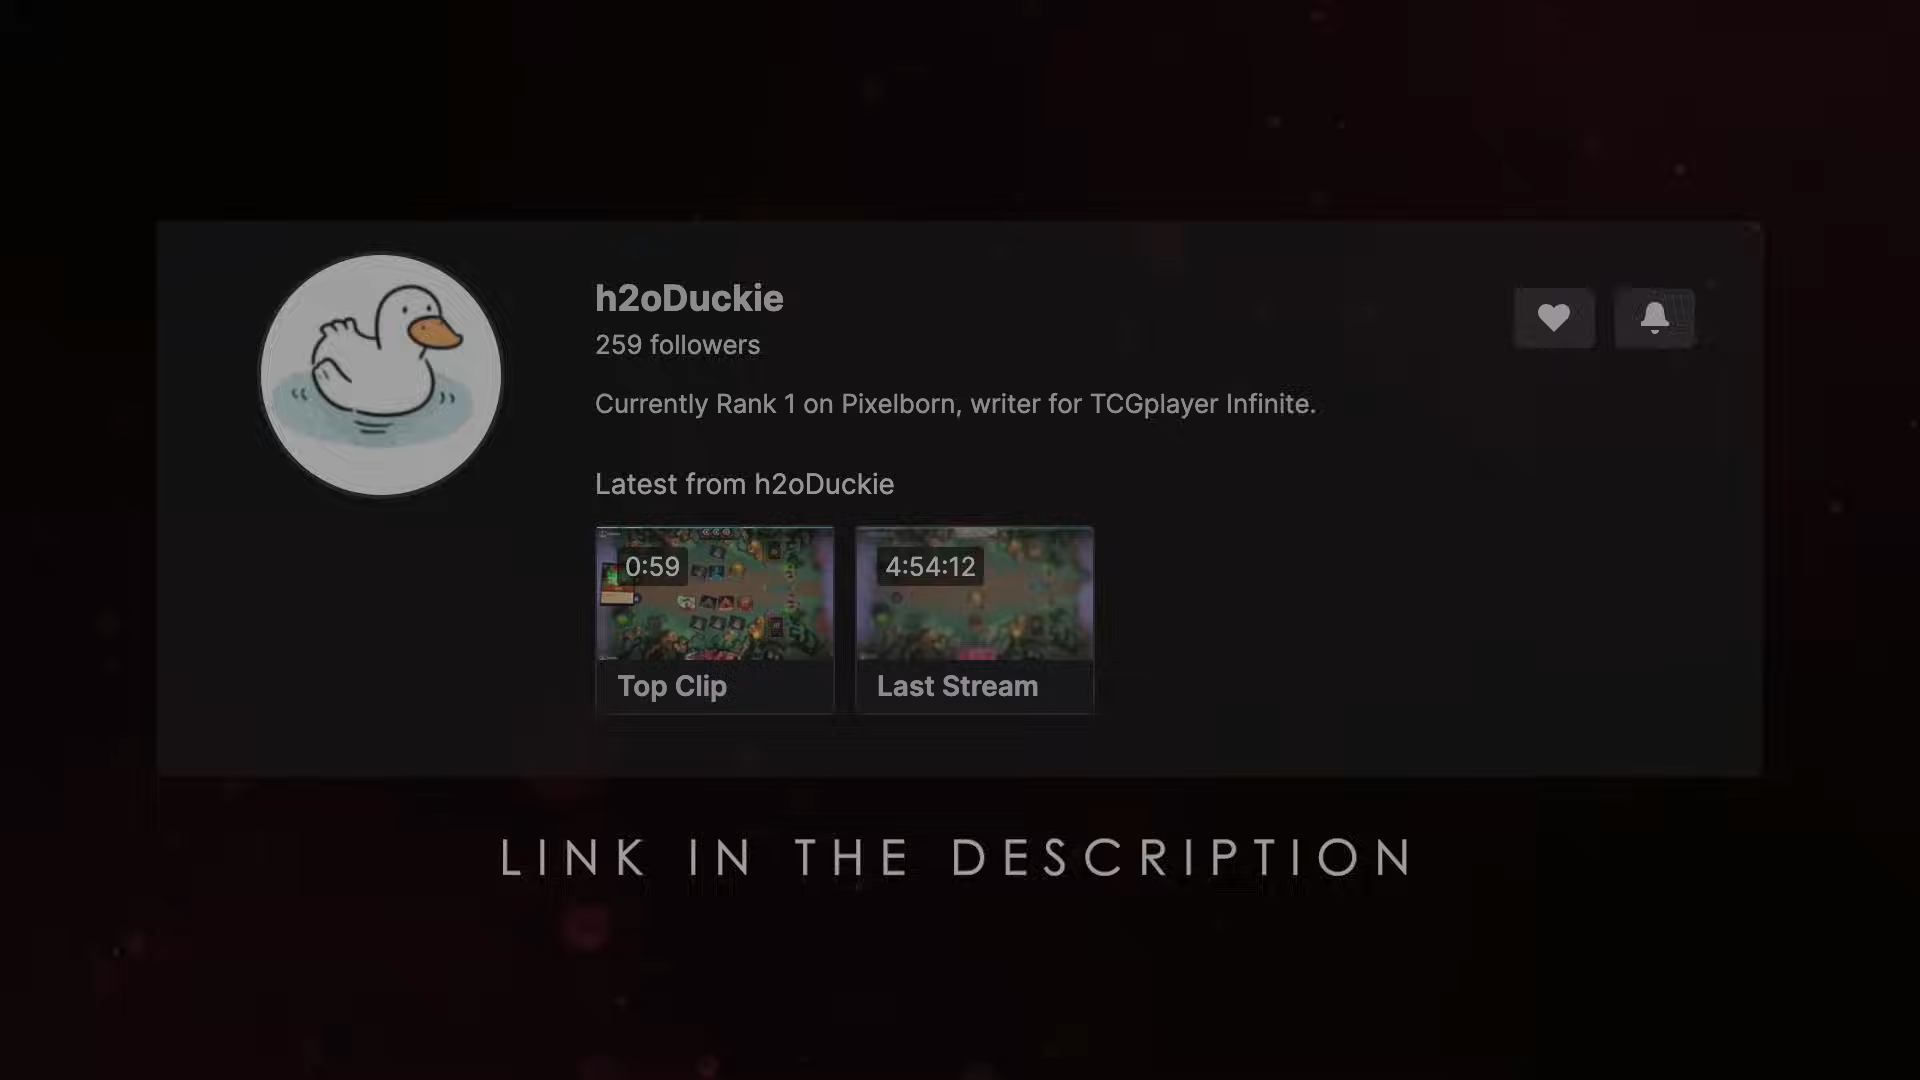 h2oDuckie
259 followers
Currently Rank 1 on Pixelborn, writer for TCGplayer Infinite.
Latest from h2oDuckie
0:59
4:54:12
Top Clip
Last Stream
LINK IN THE DESCRIPTION